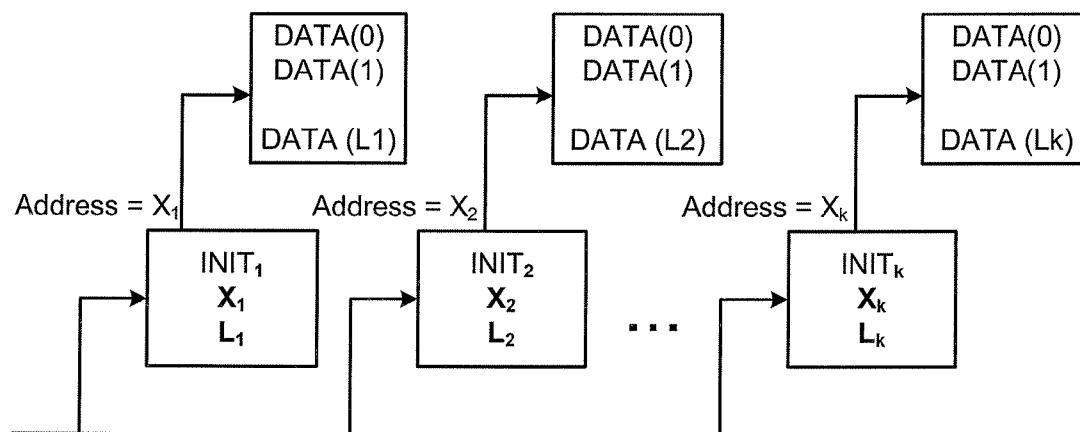 DATA(0)
DATA(1)
DATA (L1)
DATA(0)
DATA(1)
DATA (L2)
DATA(0)
DATA(1)
DATA (Lk)
Address = X₁
Address = X₂
Address = Xₖ
INIT₁
X₁
L₁
INIT₂
X₂
L₂
...
INITₖ
Xₖ
Lₖ